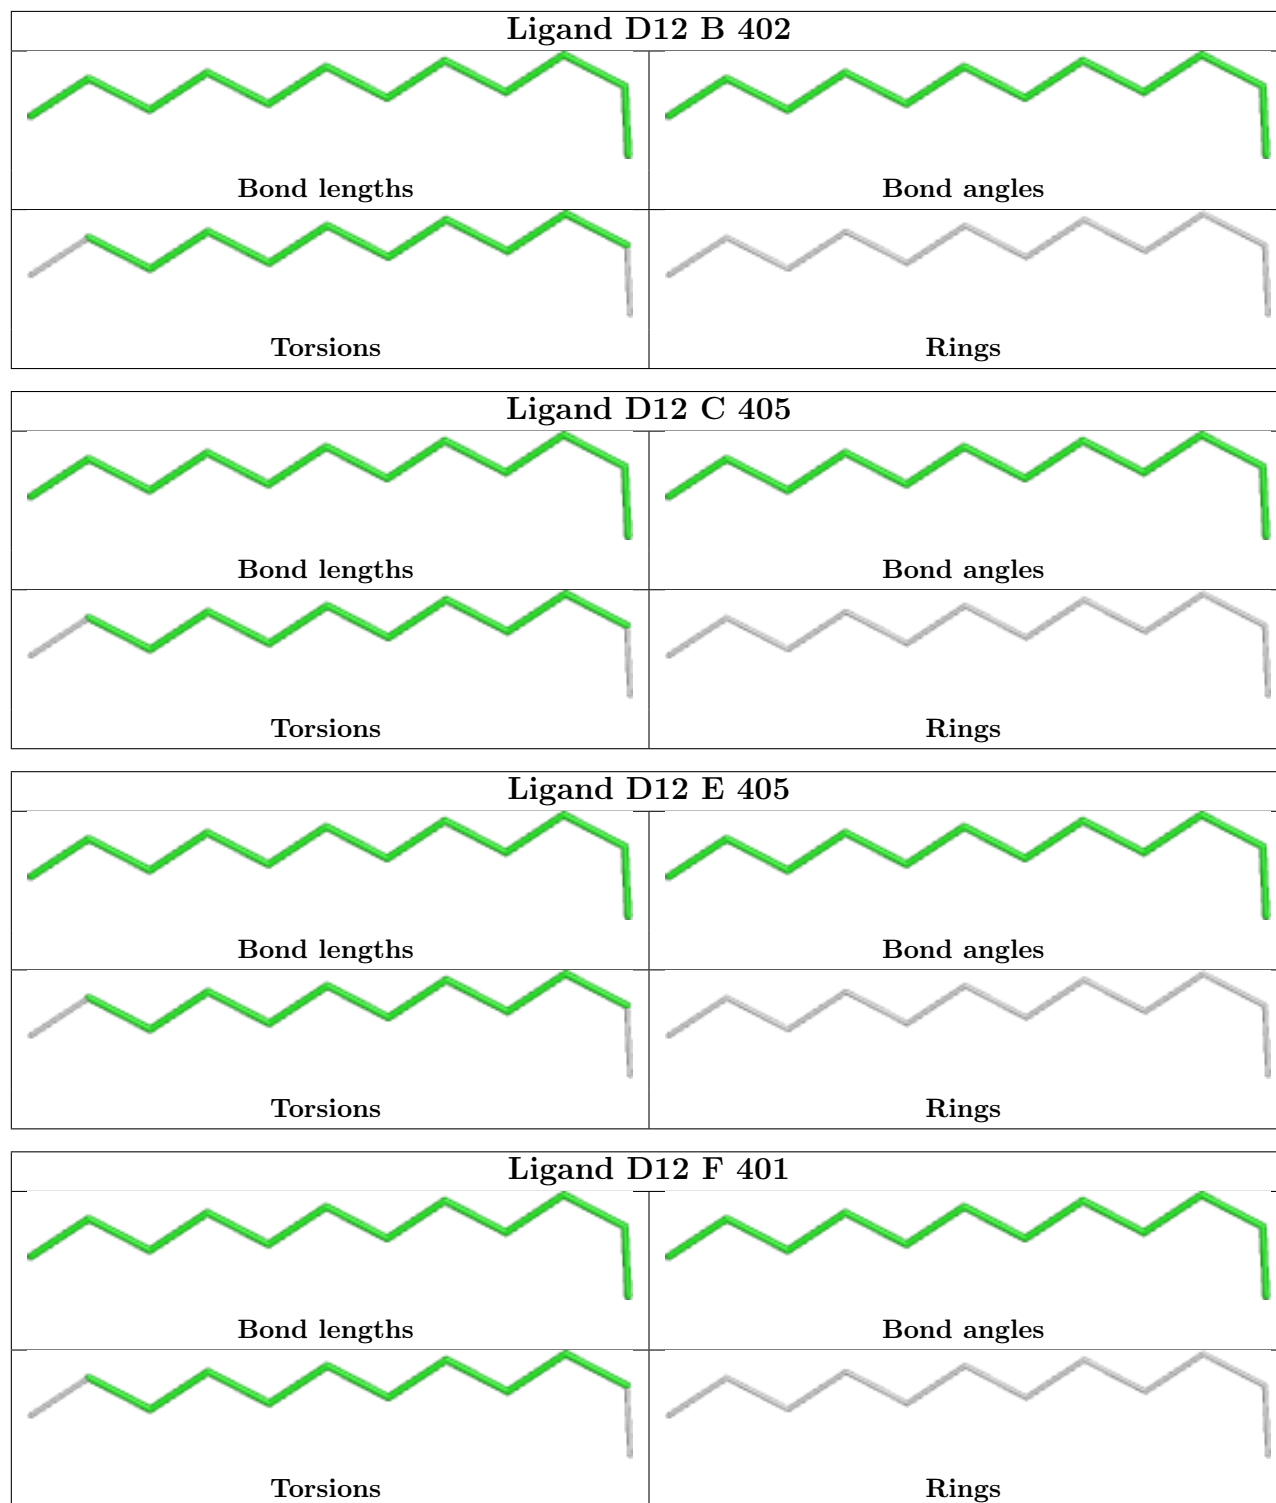 Ligand D12 B 402
Bond lengths
Bond angles
Torsions
Rings
Ligand D12 C 405
Bond lengths
Bond angles
Torsions
Rings
Ligand D12 E 405
Bond lengths
Bond angles
Torsions
Rings
Ligand D12 F 401
Bond lengths
Bond angles
Torsions
Rings